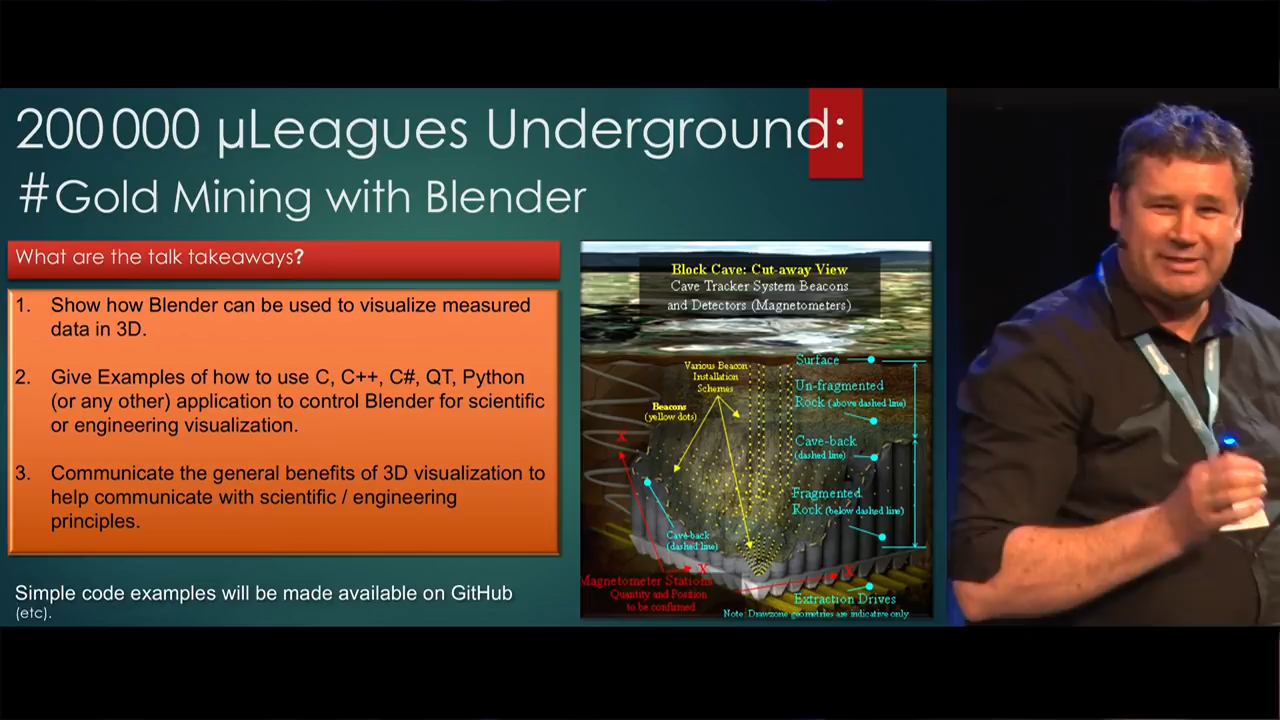 200 000 µLeagues Underground:
#Gold Mining with Blender
What are the talk takeaways?
1. Show how Blender can be used to visualize measured
data in 3D.
2. Give Examples of how to use C, C++, C#, QT, Python
(or any other) application to control Blender for scientific
or engineering visualization.
3. Communicate the general benefits of 3D visualization to
help communicate with scientific / engineering
principles.
Simple code examples will be made available on GitHub
(etc).
Block Cave: Cut-away View
Cave Tracker System Beacons
and Detectors (Magnetometers)
Various Beacon
Installation
Schemes
Beacons
(yellow dots)
Surface
Un-fragmented
Rock (above dashed line)
X
Cave-back
(dashed line)
Fragmented
Rock (below dashed line)
Cave-back
(dashed line)
X
X
Magnetometer Stations
Quantity and Position
to be confirmed
Extraction Drives
Note: Drawzone geometries are indicative only